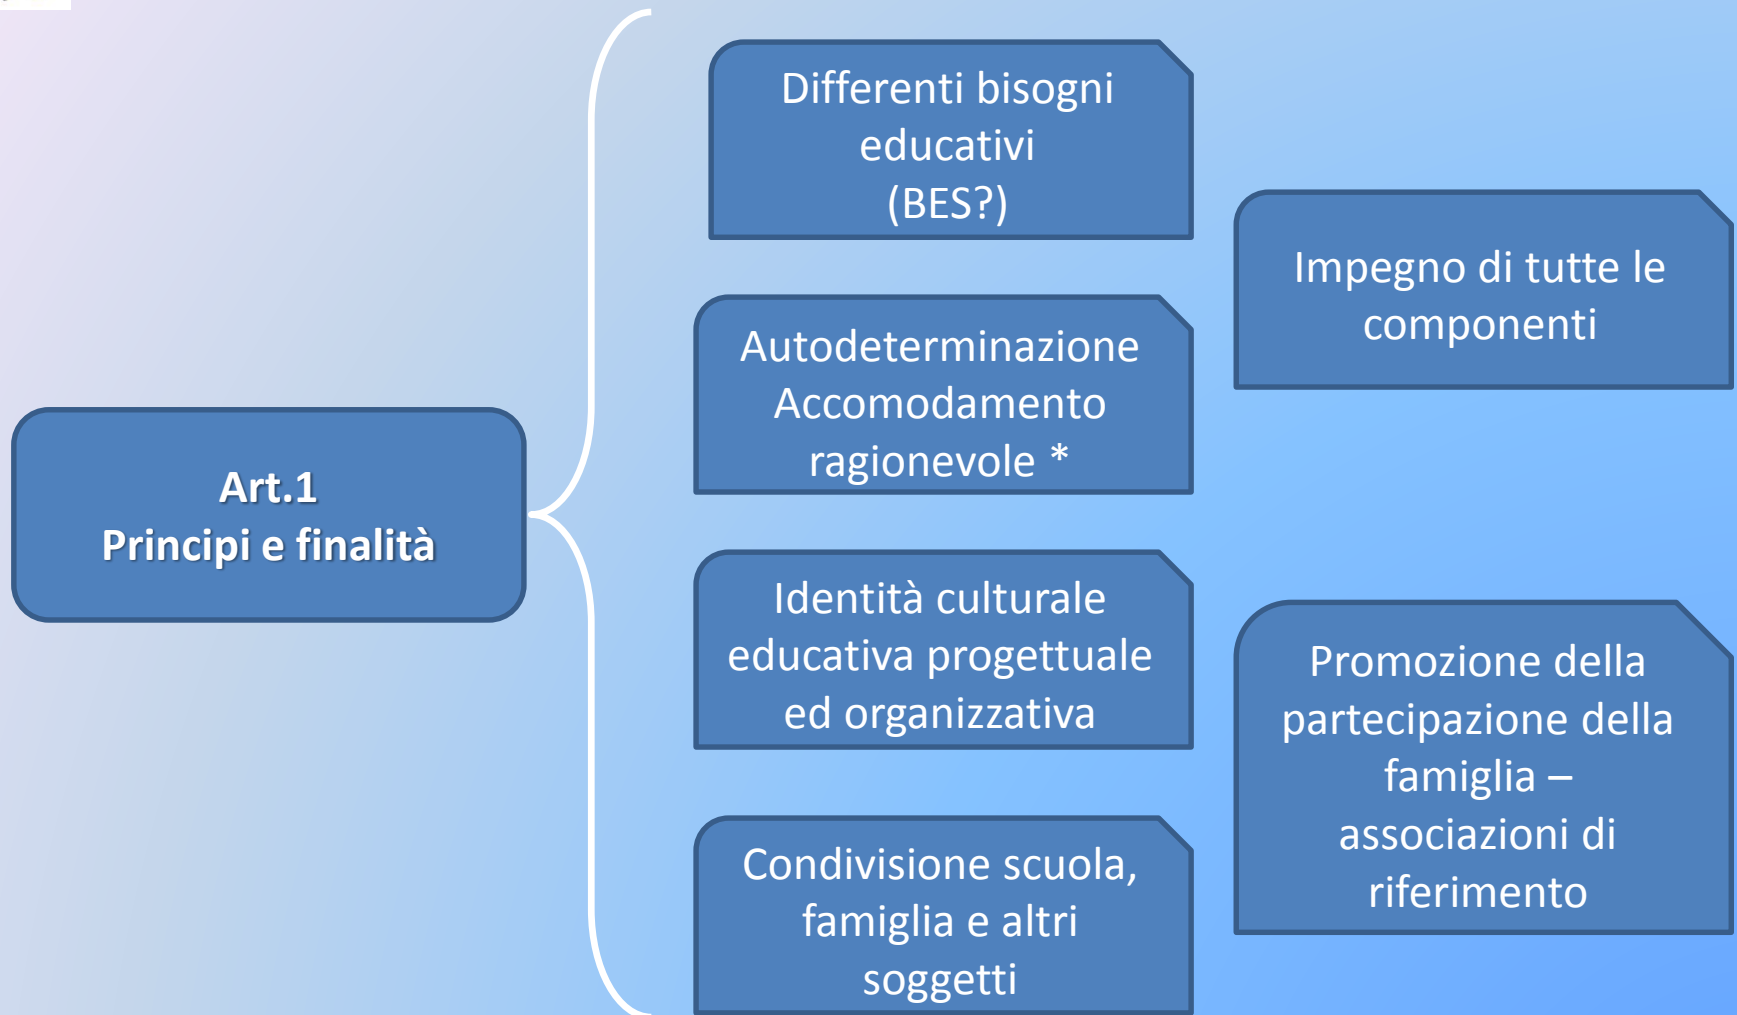 Art.1
Principi e finalità
Differenti bisogni
educativi
(BES?)
Autodeterminazione
Accomodamento
ragionevole *
Identità culturale
educativa progettuale
ed organizzativa
Condivisione scuola,
famiglia e altri
soggetti
Impegno di tutte le
componenti
Promozione della
partecipazione della
famiglia –
associazioni di
riferimento